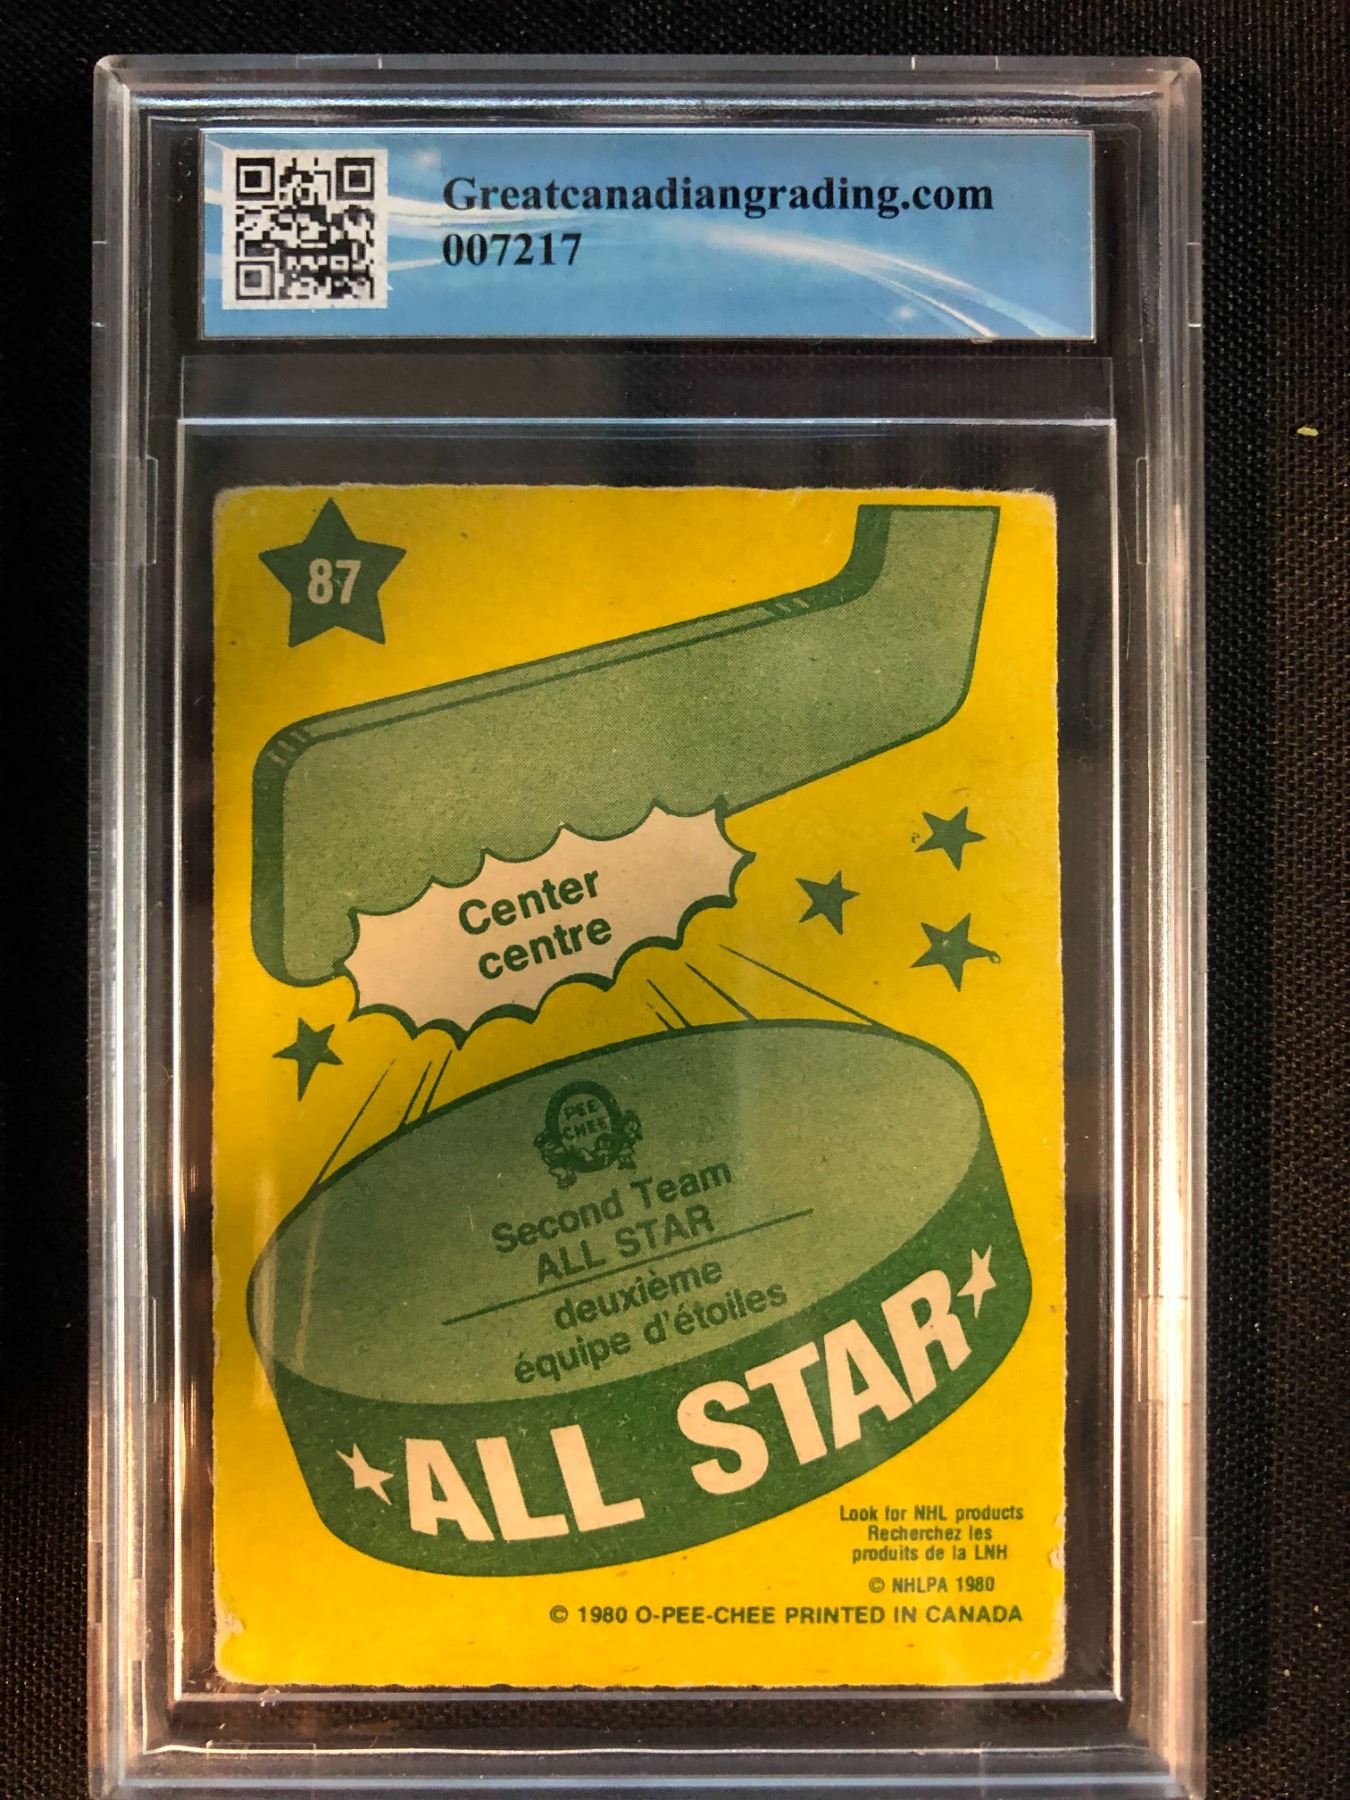 Greatcanadiangrading.com
007217
87
Center
centre
PEE
CHEE
Second Team
ALL STAR
deuxième
équipe d'étoiles
ALL STAR
Look for NHL products
Recherchez les
produits de la LNH
© NHLPA 1980
© 1980 O-PEE-CHEE PRINTED IN CANADA